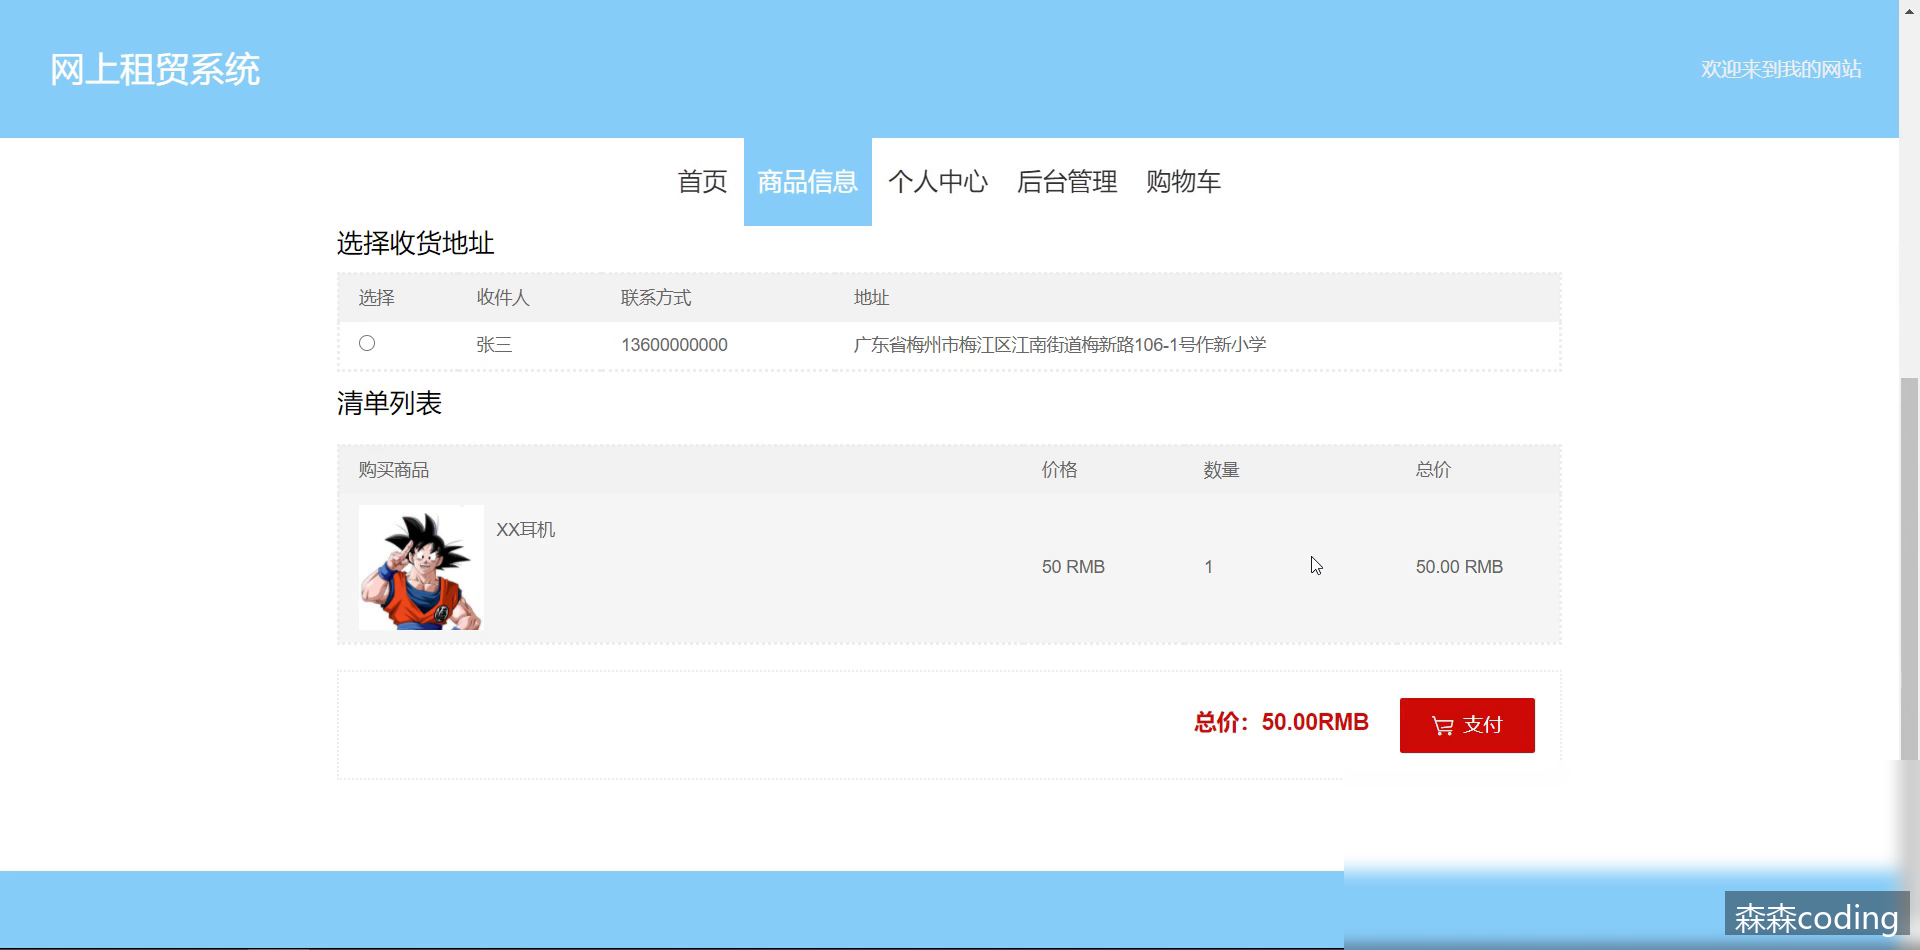 网上租贸系统
欢迎来到我的网站
首页 商品信息 个人中心 后台管理 购物车
选择收货地址
选择 收件人 联系方式 地址
张三 13600000000 广东省梅州市梅江区江南街道梅新路106-1号作新小学
清单列表
购买商品 价格 数量 总价
XX耳机
50 RMB 1 50.00 RMB
总价：50.00RMB 支付
森森coding